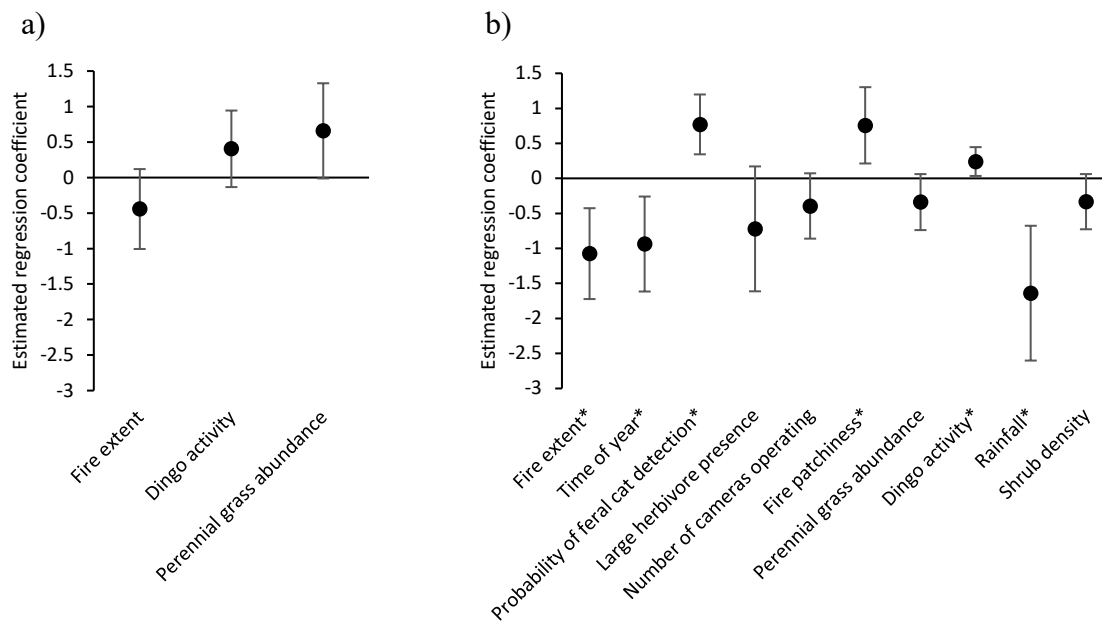 a)
1.5
1
0.5
0
-0.5
-1
-1.5
-2
-2.5
-3
Estimated regression coefficient
Fire extent
Dingo activity
Perennial grass abundance
b)
1.5
1
0.5
0
-0.5
-1
-1.5
-2
-2.5
-3
Estimated regression coefficient
Fire extent*
Time of year*
Probability of feral cat detection*
Large herbivore presence
Number of cameras operating
Fire patchiness*
Perennial grass abundance
Dingo activity*
Rainfall*
Shrub density